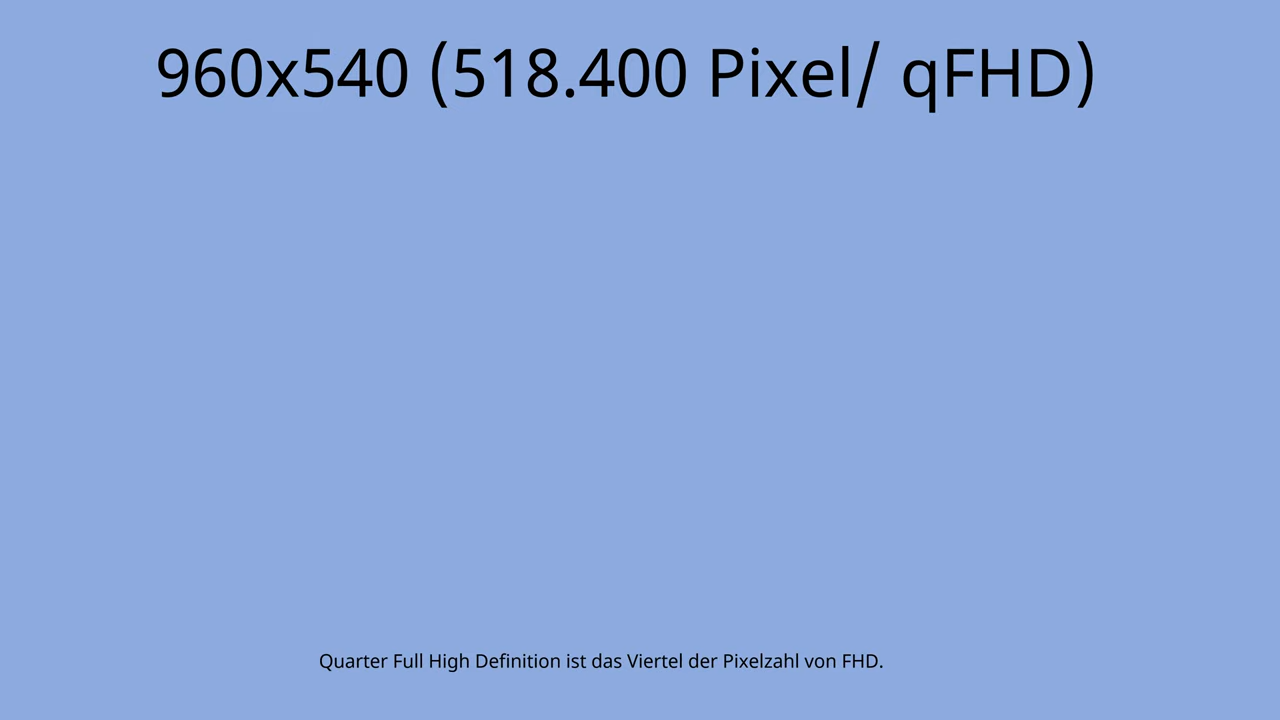 960x540 (518.400 Pixel/ qFHD)
Quarter Full High Definition ist das Viertel der Pixelzahl von FHD.